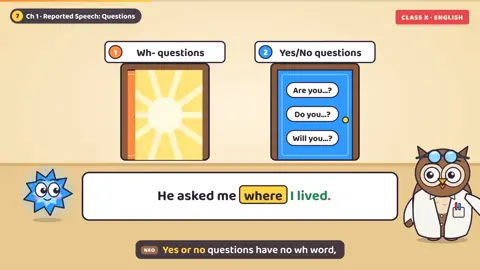 7 Ch 1 - Reported Speech: Questions
CLASS X • ENGLISH
1 Wh- questions
2 Yes/No questions
Are you...?
Do you...?
Will you...?
He asked me where I lived.
NEO Yes or no questions have no wh word,